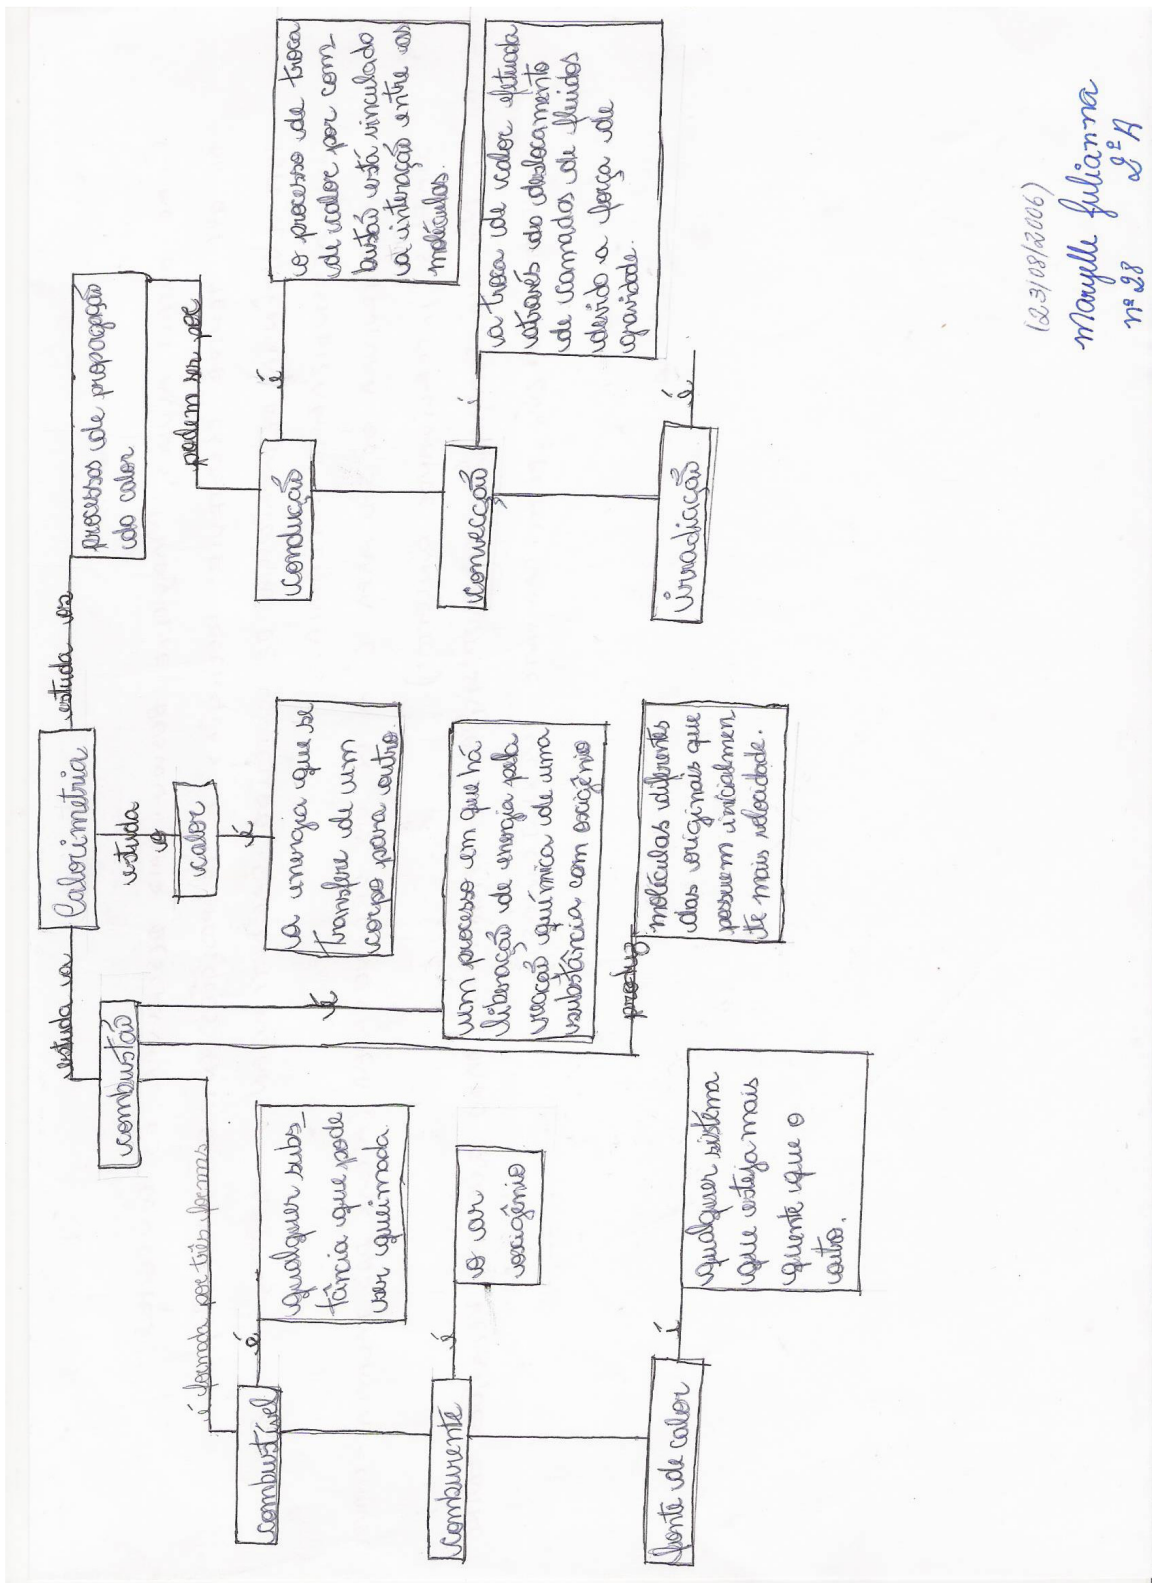 Calorimetria
estuda a
estuda
o
estuda os
combustão
é formada por três formas
combustível
é
qualquer subs_
tância que pode
ser queimada.
comburente
é
o ar
oxigênio
fonte de calor
é
qualquer sistema
que esteja mais
quente que o
outro.
é
um processo em que há
liberação de energia pela
reação química de uma
substância com oxigênio
produz
moléculas diferentes
das originais que
possuem inicialmen
te mais velocidade.
calor
é
a energia que se
transfere de um
corpo para outro.
processos de propagação
do calor
podem ser por
condução
é
o processo de troca
de calor por com-
bustão está vinculado
a interação entre as
moléculas.
convecção
é
a troca de calor efetuada
através do deslocamento
de camadas de fluidos
devido a força de
gravidade.
irradiação
é
(23/08/2006)
Marylle Julianna
nº 28 2º A